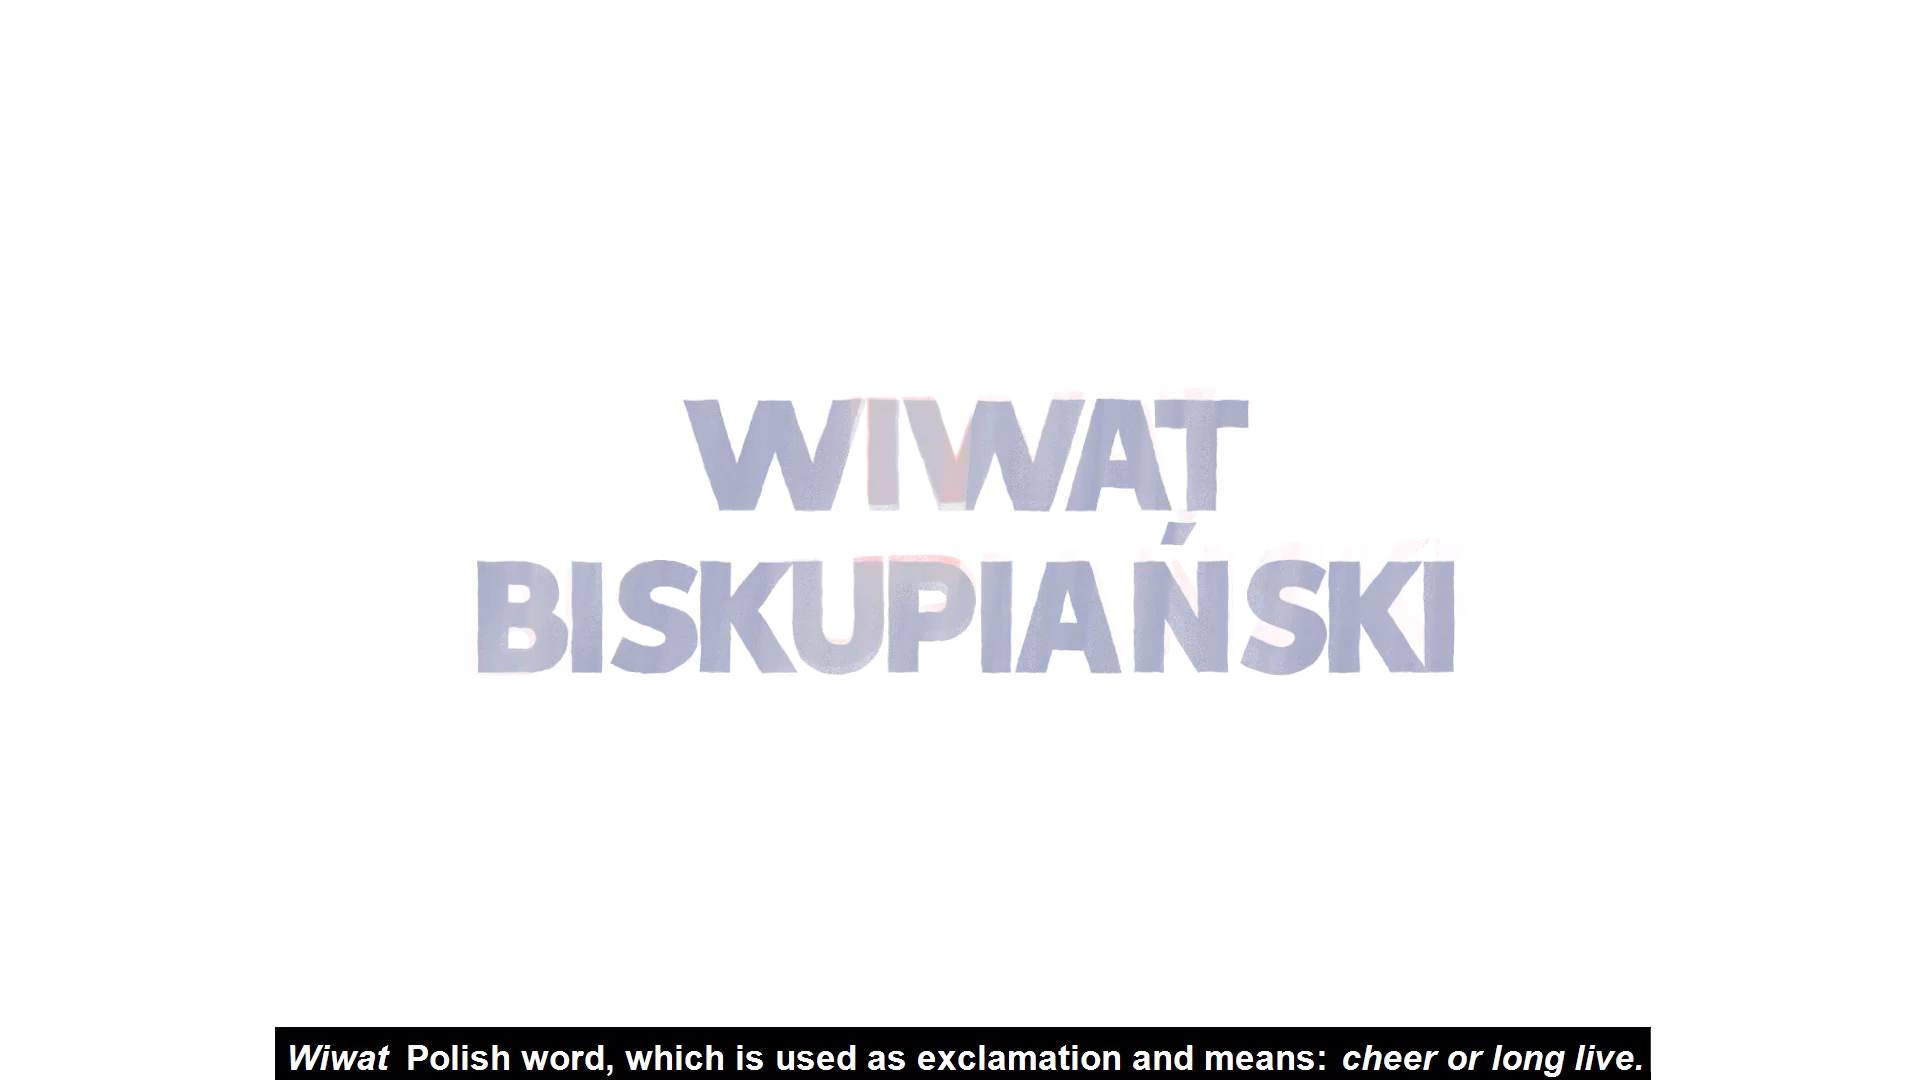 WIWAT
BISKUPIAŃSKI
Wiwat Polish word, which is used as exclamation and means: cheer or long live.